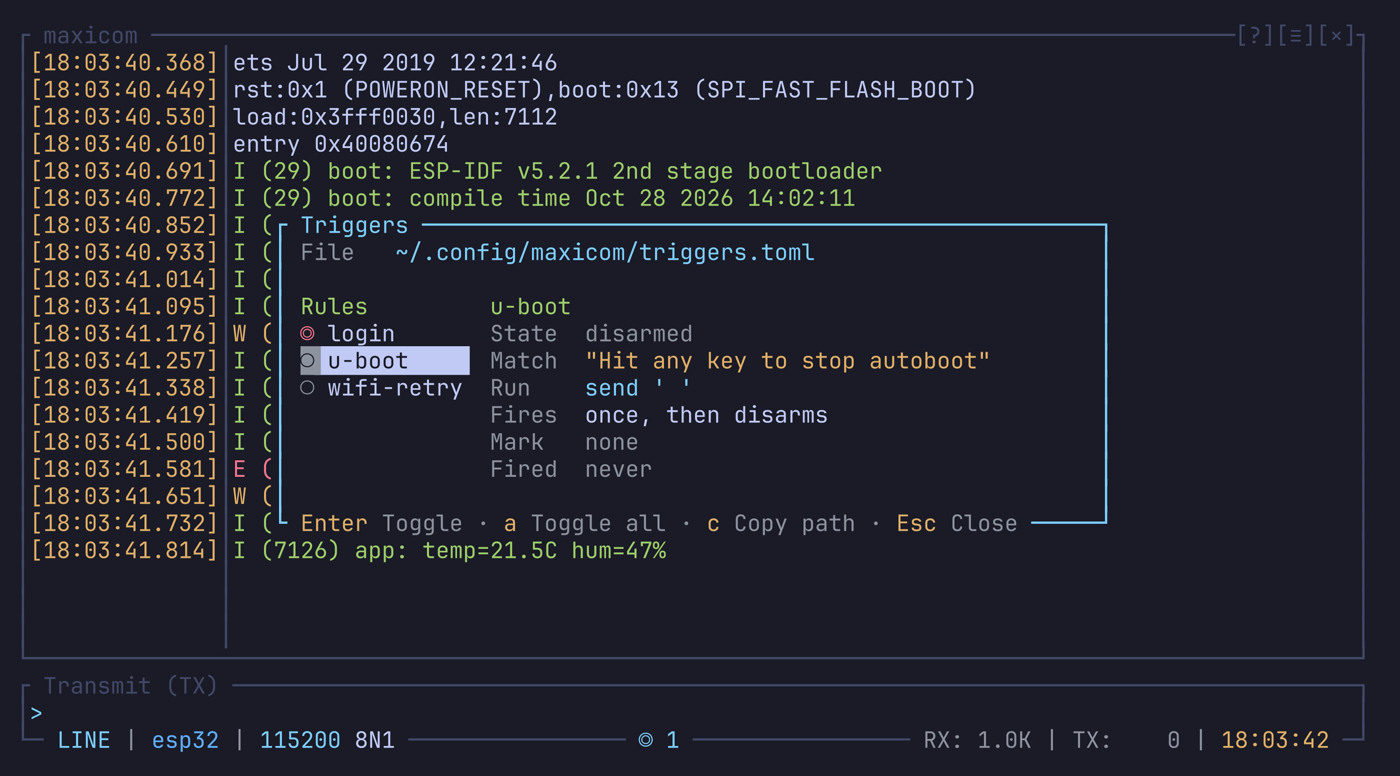 maxicom [?][≡][×]
[18:03:40.368] ets Jul 29 2019 12:21:46
[18:03:40.449] rst:0x1 (POWERON_RESET),boot:0x13 (SPI_FAST_FLASH_BOOT)
[18:03:40.530] load:0x3fff0030,len:7112
[18:03:40.610] entry 0x40080674
[18:03:40.691] I (29) boot: ESP-IDF v5.2.1 2nd stage bootloader
[18:03:40.772] I (29) boot: compile time Oct 28 2026 14:02:11
[18:03:40.852] I ( Triggers
[18:03:40.933] I ( File ~/.config/maxicom/triggers.toml
[18:03:41.014] I (
[18:03:41.095] I ( Rules u-boot
[18:03:41.176] W ( ◎ login State disarmed
[18:03:41.257] I ( ○ u-boot Match "Hit any key to stop autoboot"
[18:03:41.338] I ( ○ wifi-retry Run send ' '
[18:03:41.419] I ( Fires once, then disarms
[18:03:41.500] I ( Mark none
[18:03:41.581] E ( Fired never
[18:03:41.651] W (
[18:03:41.732] I ( Enter Toggle · a Toggle all · c Copy path · Esc Close
[18:03:41.814] I (7126) app: temp=21.5C hum=47%
Transmit (TX)
>
LINE | esp32 | 115200 8N1 ◎ 1 RX: 1.0K | TX: 0 | 18:03:42